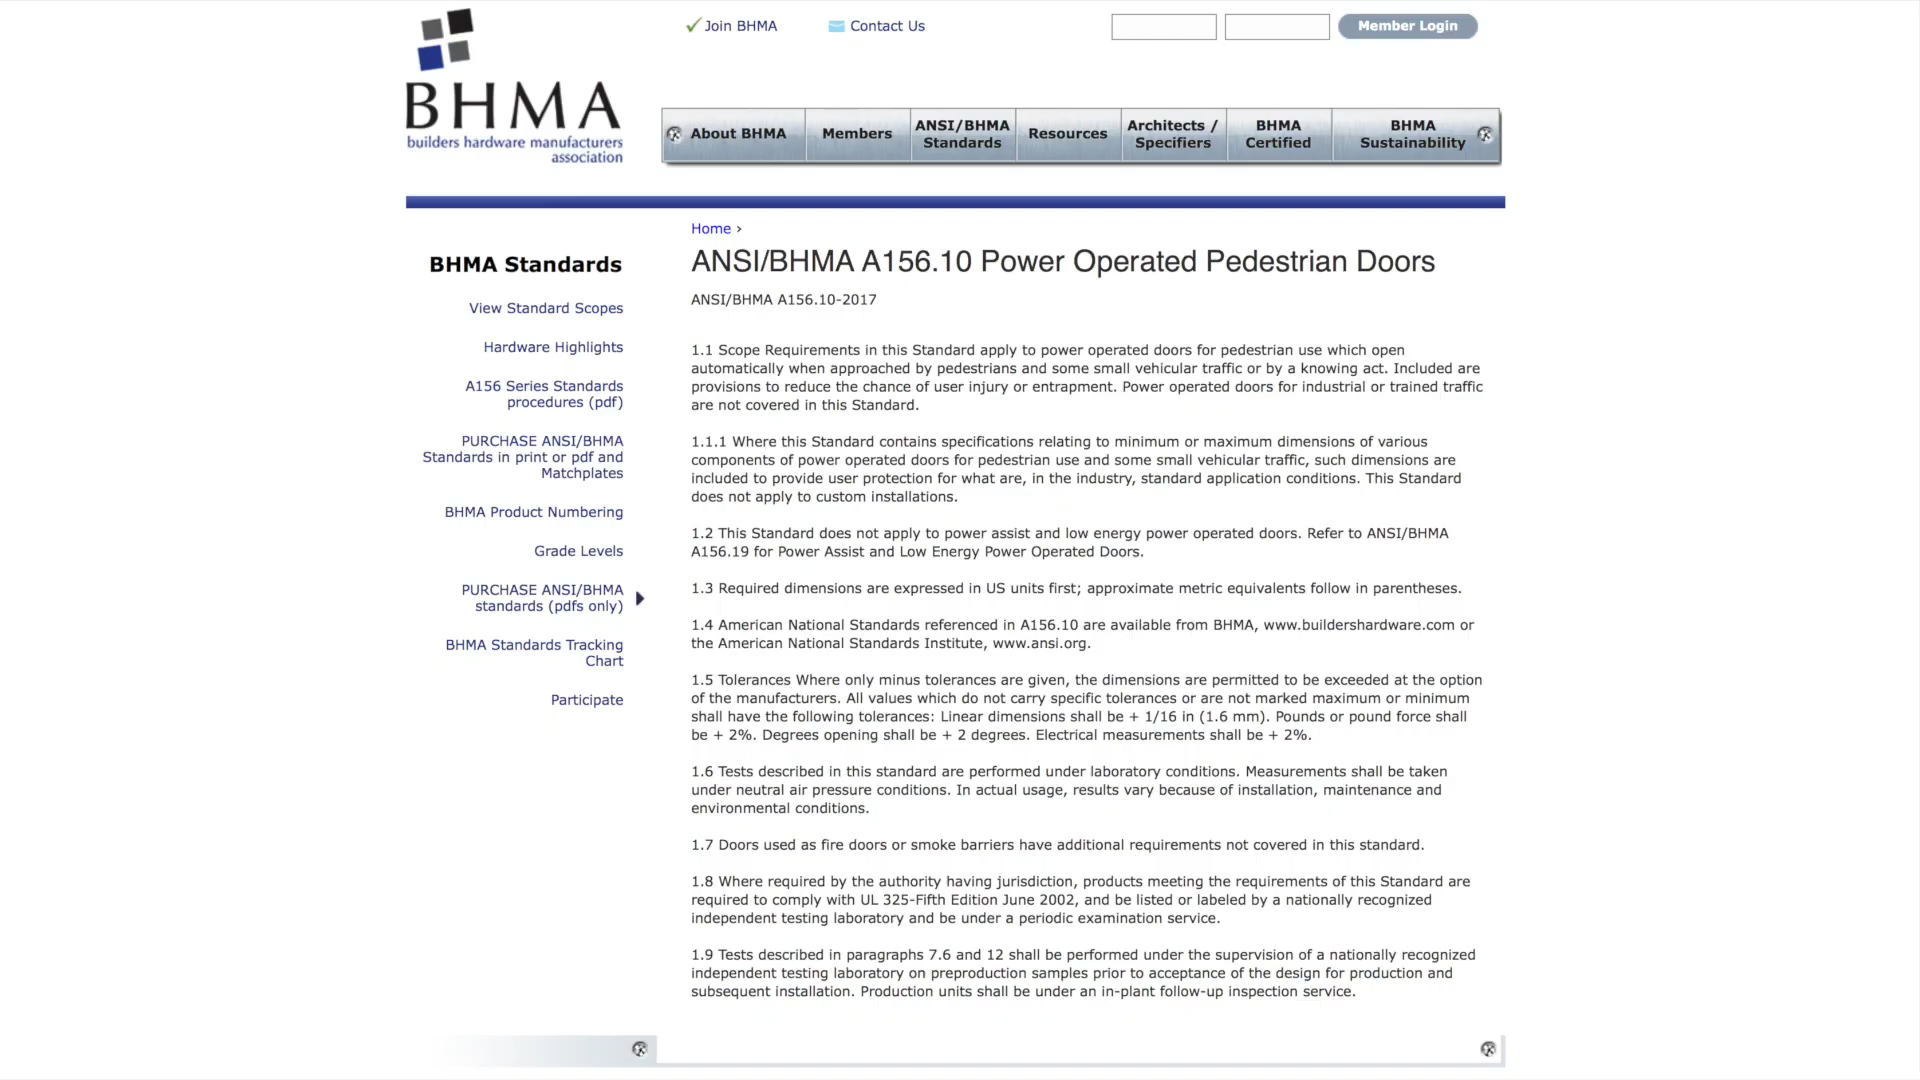 Join BHMA
Contact Us
Member Login
BHMA
builders hardware manufacturers
association
About BHMA
Members
ANSI/BHMA
Standards
Resources
Architects /
Specifiers
BHMA
Certified
BHMA
Sustainability
Home ›
BHMA Standards
View Standard Scopes
Hardware Highlights
A156 Series Standards
procedures (pdf)
PURCHASE ANSI/BHMA
Standards in print or pdf and
Matchplates
BHMA Product Numbering
Grade Levels
PURCHASE ANSI/BHMA
standards (pdfs only)
BHMA Standards Tracking
Chart
Participate
ANSI/BHMA A156.10 Power Operated Pedestrian Doors
ANSI/BHMA A156.10-2017
1.1 Scope Requirements in this Standard apply to power operated doors for pedestrian use which open
automatically when approached by pedestrians and some small vehicular traffic or by a knowing act. Included are
provisions to reduce the chance of user injury or entrapment. Power operated doors for industrial or trained traffic
are not covered in this Standard.
1.1.1 Where this Standard contains specifications relating to minimum or maximum dimensions of various
components of power operated doors for pedestrian use and some small vehicular traffic, such dimensions are
included to provide user protection for what are, in the industry, standard application conditions. This Standard
does not apply to custom installations.
1.2 This Standard does not apply to power assist and low energy power operated doors. Refer to ANSI/BHMA
A156.19 for Power Assist and Low Energy Power Operated Doors.
1.3 Required dimensions are expressed in US units first; approximate metric equivalents follow in parentheses.
1.4 American National Standards referenced in A156.10 are available from BHMA, www.buildershardware.com or
the American National Standards Institute, www.ansi.org.
1.5 Tolerances Where only minus tolerances are given, the dimensions are permitted to be exceeded at the option
of the manufacturers. All values which do not carry specific tolerances or are not marked maximum or minimum
shall have the following tolerances: Linear dimensions shall be + 1/16 in (1.6 mm). Pounds or pound force shall
be + 2%. Degrees opening shall be + 2 degrees. Electrical measurements shall be + 2%.
1.6 Tests described in this standard are performed under laboratory conditions. Measurements shall be taken
under neutral air pressure conditions. In actual usage, results vary because of installation, maintenance and
environmental conditions.
1.7 Doors used as fire doors or smoke barriers have additional requirements not covered in this standard.
1.8 Where required by the authority having jurisdiction, products meeting the requirements of this Standard are
required to comply with UL 325-Fifth Edition June 2002, and be listed or labeled by a nationally recognized
independent testing laboratory and be under a periodic examination service.
1.9 Tests described in paragraphs 7.6 and 12 shall be performed under the supervision of a nationally recognized
independent testing laboratory on preproduction samples prior to acceptance of the design for production and
subsequent installation. Production units shall be under an in-plant follow-up inspection service.